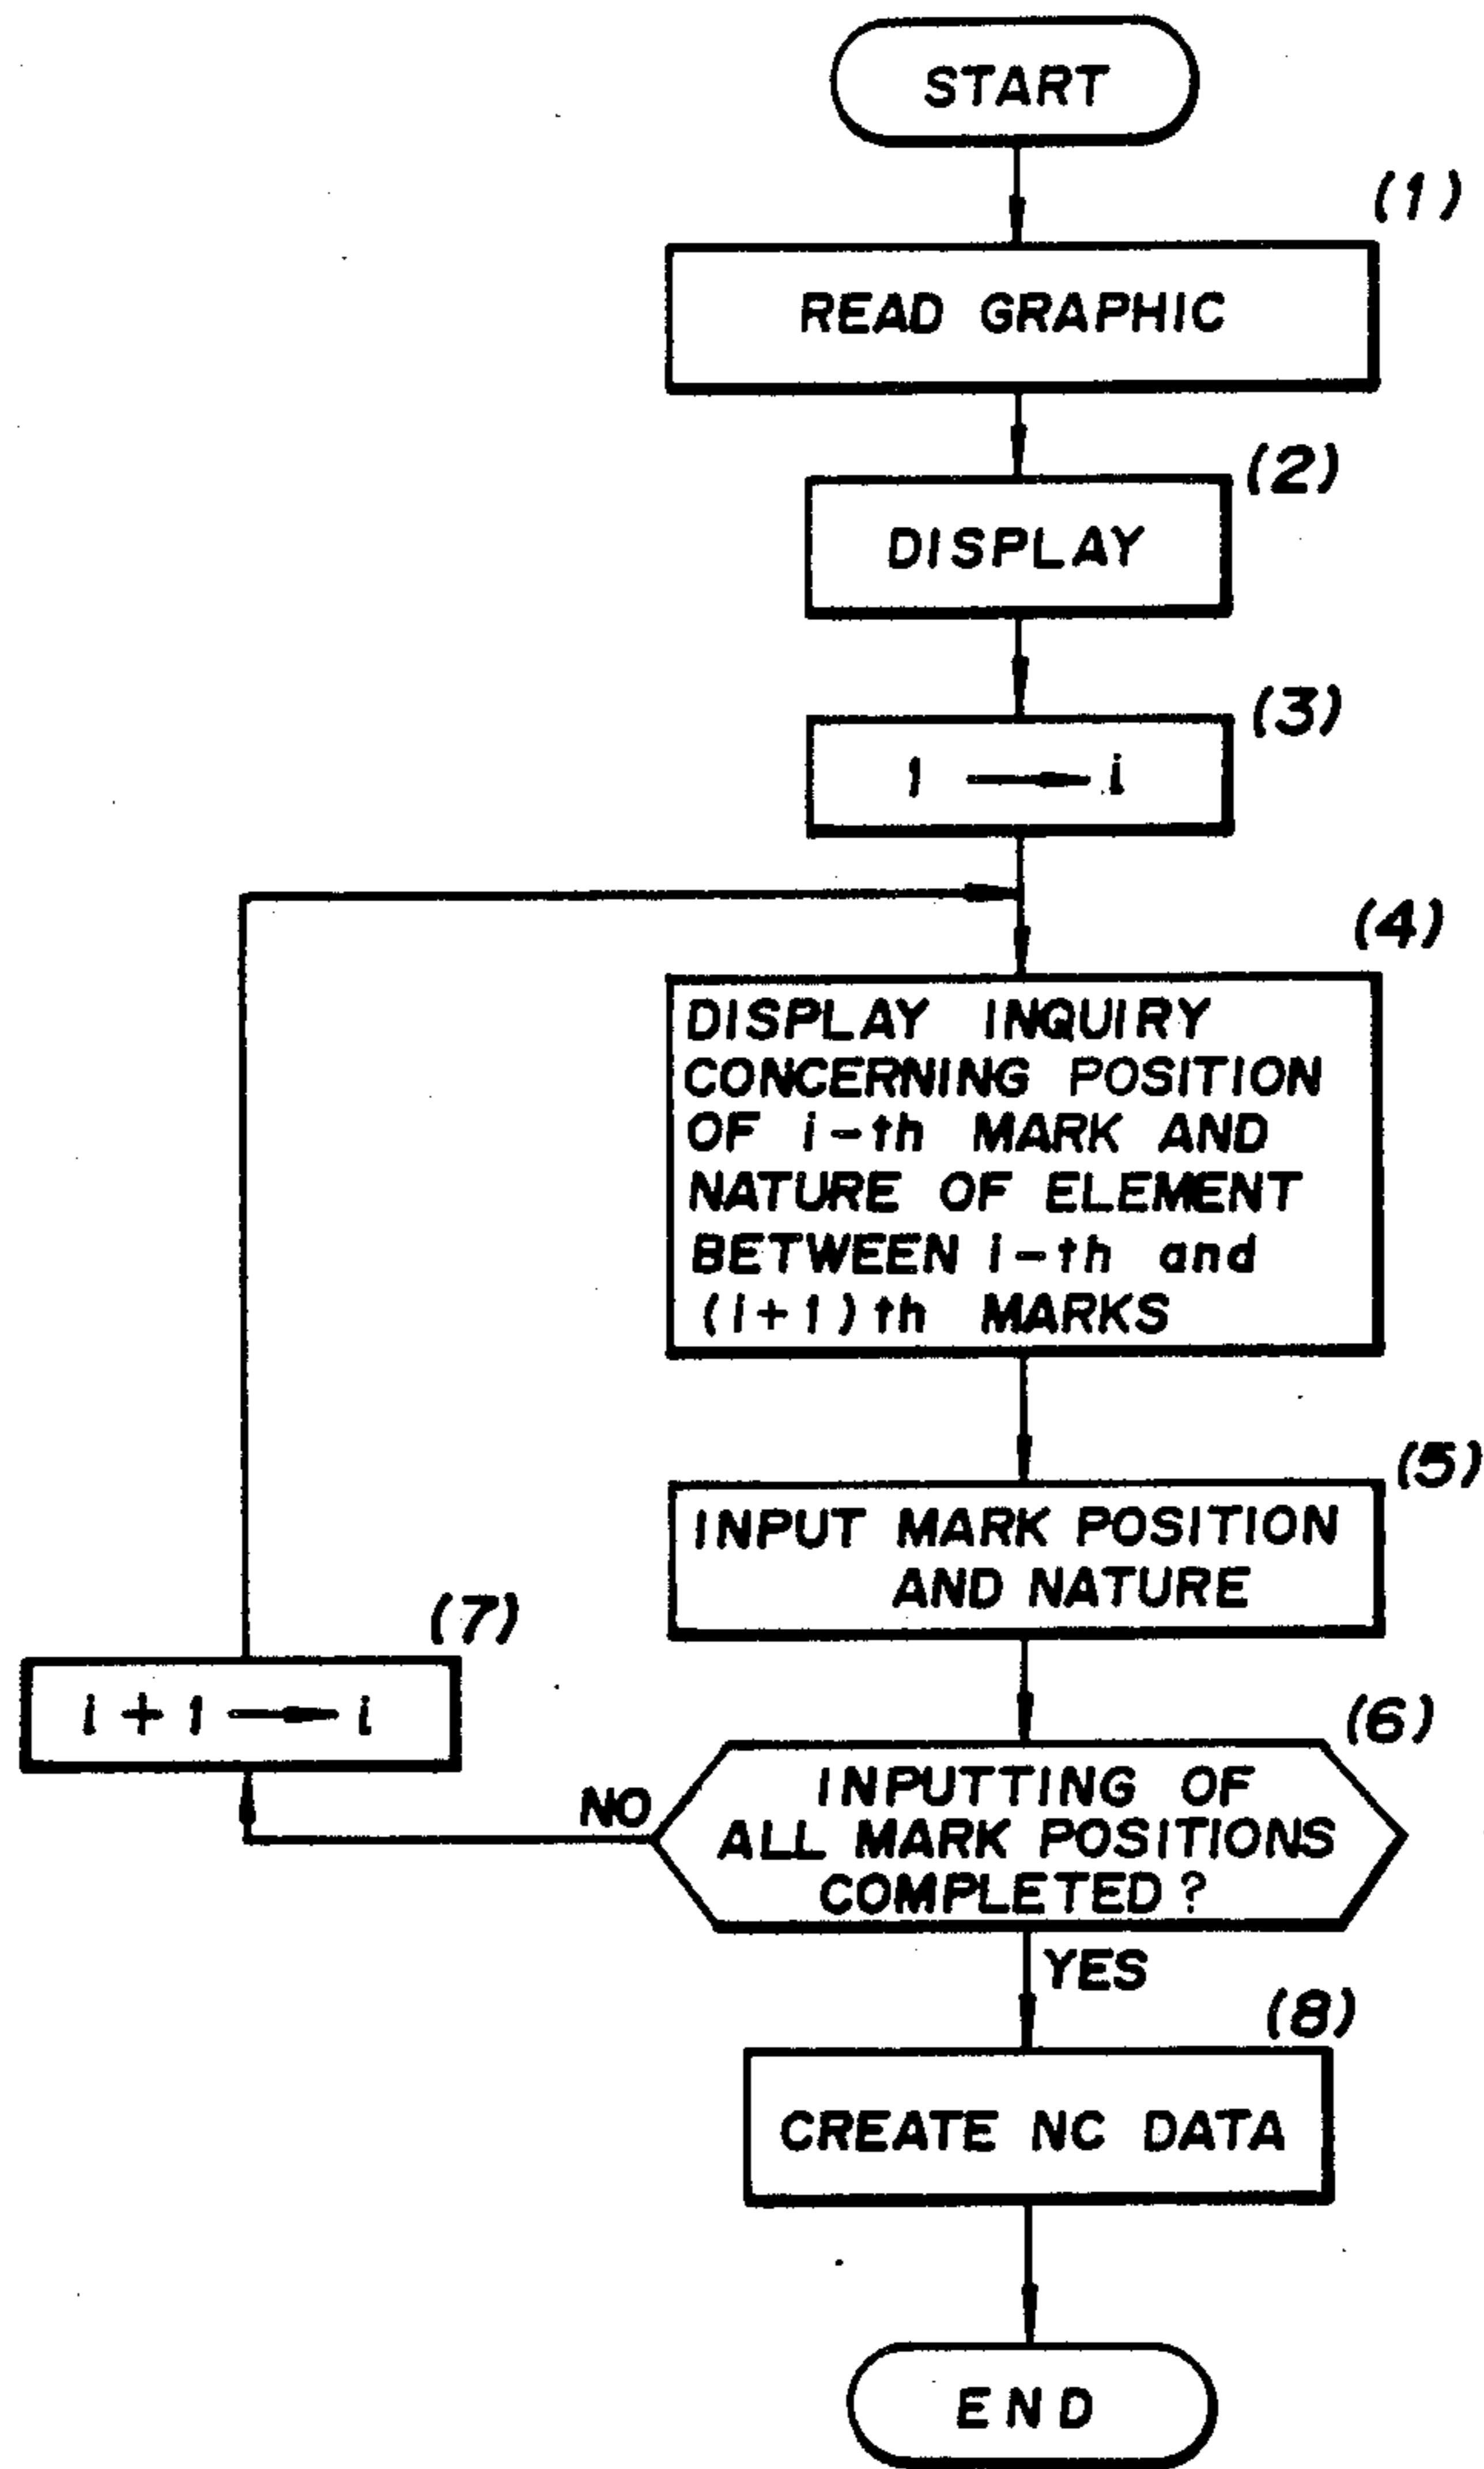 START
(1)
READ GRAPHIC
(2)
DISPLAY
(3)
1 → i
(4)
DISPLAY INQUIRY
CONCERNING POSITION
OF i-th MARK AND
NATURE OF ELEMENT
BETWEEN i-th and
(i+1)th MARKS
(5)
INPUT MARK POSITION
AND NATURE
(7)
i + 1 → i
(6)
NO
INPUTTING OF
ALL MARK POSITIONS
COMPLETED?
YES
(8)
CREATE NC DATA
END